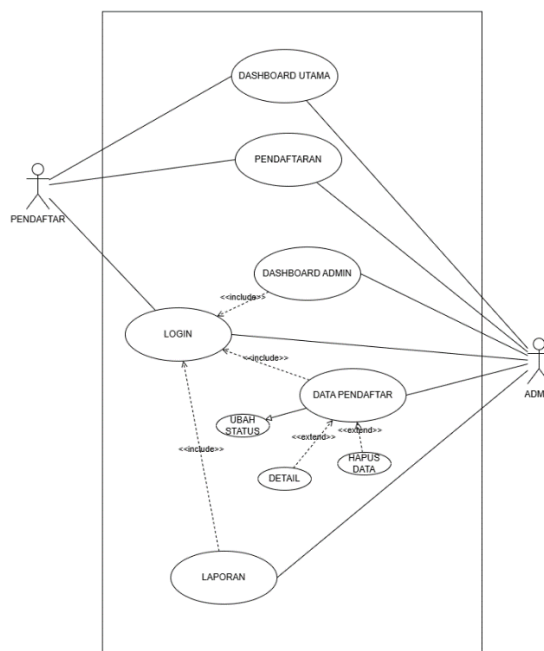 DASHBOARD UTAMA
PENDAFTARAN
PENDAFTAR
DASHBOARD ADMIN
<<include>>
LOGIN
<<include>>
ADM
DATA PENDAFTAR
UBAH
STATUS
<<extend>>
<<extend>>
<<include>>
HAPUS
DATA
DETAIL
LAPORAN